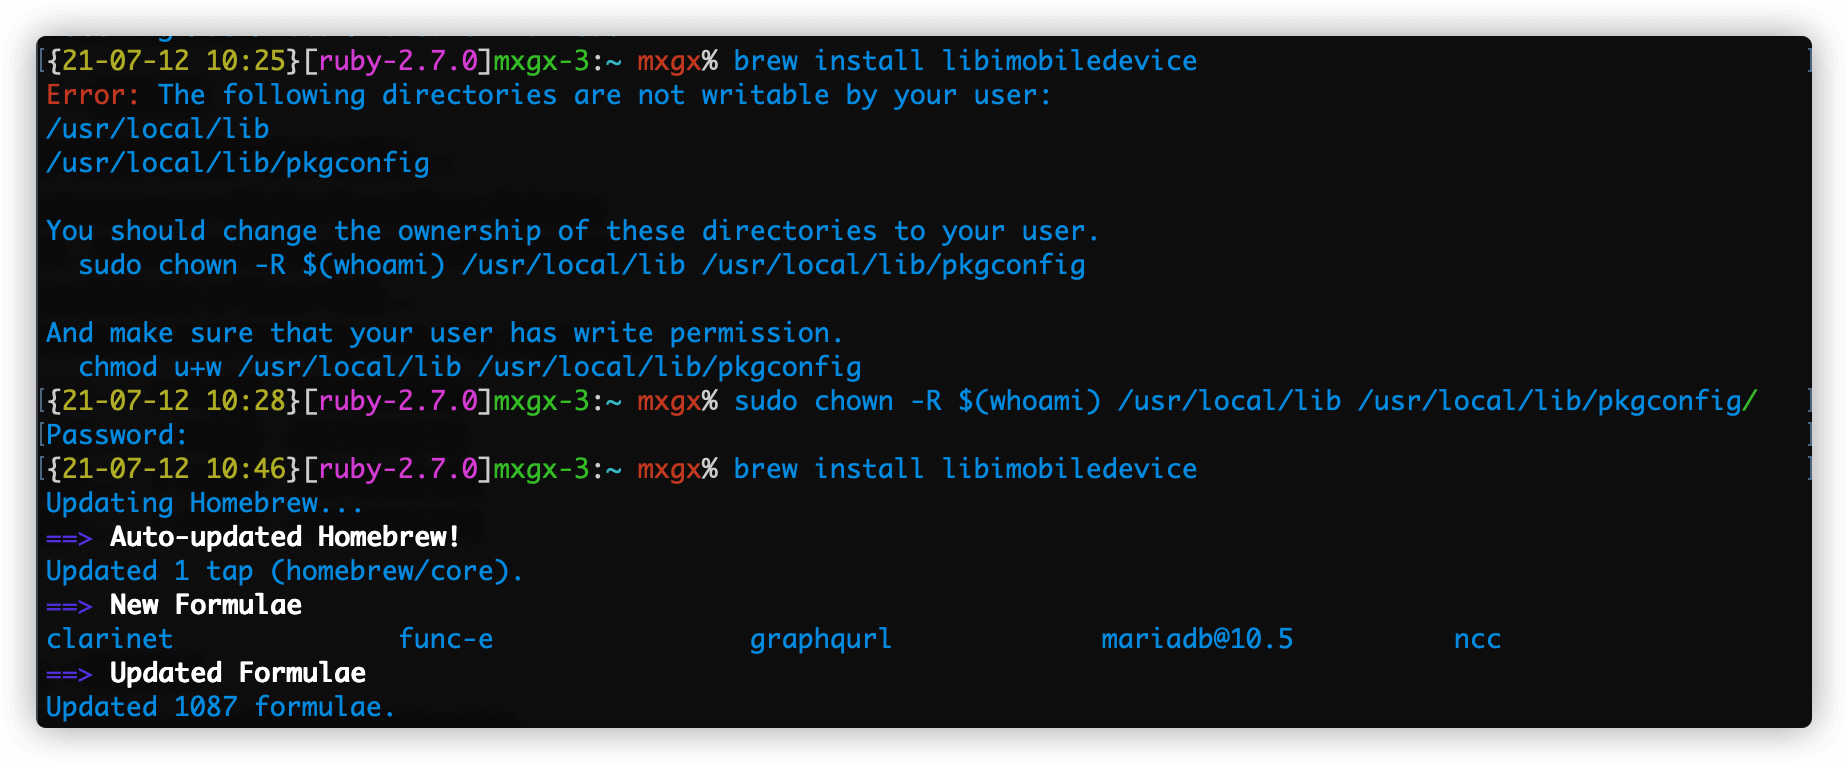 {21-07-12 10:25}[ruby-2.7.0]mxgx-3:~ mxgx% brew install libimobiledevice
Error: The following directories are not writable by your user:
/usr/local/lib
/usr/local/lib/pkgconfig
You should change the ownership of these directories to your user.
  sudo chown -R $(whoami) /usr/local/lib /usr/local/lib/pkgconfig
And make sure that your user has write permission.
  chmod u+w /usr/local/lib /usr/local/lib/pkgconfig
{21-07-12 10:28}[ruby-2.7.0]mxgx-3:~ mxgx% sudo chown -R $(whoami) /usr/local/lib /usr/local/lib/pkgconfig/
Password:
{21-07-12 10:46}[ruby-2.7.0]mxgx-3:~ mxgx% brew install libimobiledevice
Updating Homebrew...
==> Auto-updated Homebrew!
Updated 1 tap (homebrew/core).
==> New Formulae
clarinet func-e graphqurl mariadb@10.5 ncc
==> Updated Formulae
Updated 1087 formulae.